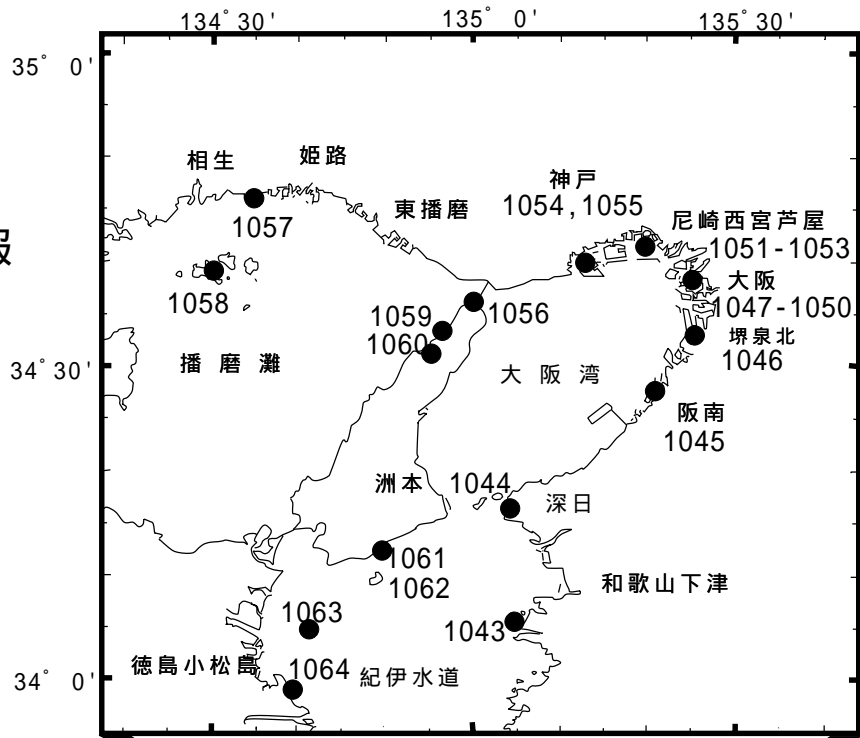 134° 30'
135° 0'
135° 30'
35° 0'
姫路
相生
神戸
1054,1055
東播磨
尼崎西宮芦屋
1057
報
1051-1053
大阪
1058
1047-1050
1059
1056
堺泉北
1060
1046
播磨灘
34° 30'
大阪湾
阪南
1045
洲本
1044
深日
1061
1062
和歌山下津
1063
1043
徳島小松島
1064
紀伊水道
34° 0'